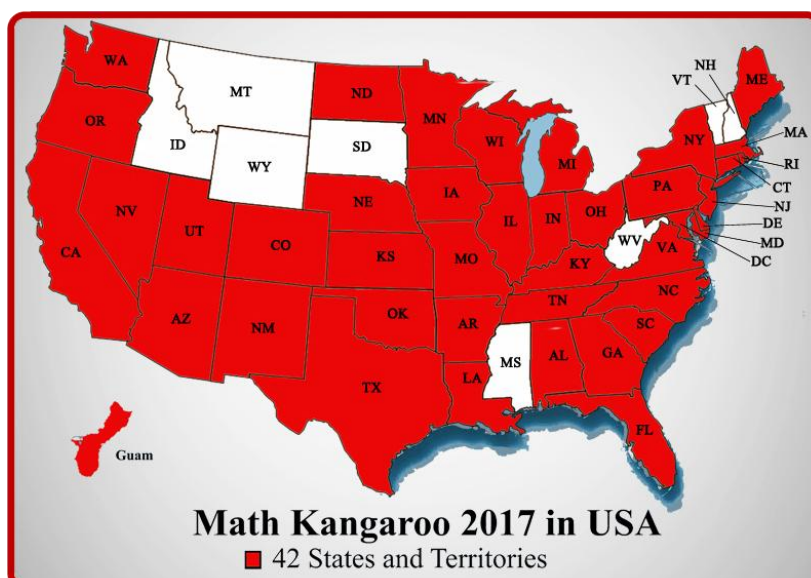 WA
MT
ND
MN
OR
ID
WY
SD
WI
MI
NH
VT
ME
NY
MA
RI
CT
NJ
DE
MD
DC
PA
NV
UT
CA
CO
NE
IA
IL
IN
OH
WV
VA
KS
MO
KY
NC
TN
SC
AZ
NM
OK
AR
MS
AL
GA
TX
LA
FL
Guam
Math Kangaroo 2017 in USA
42 States and Territories